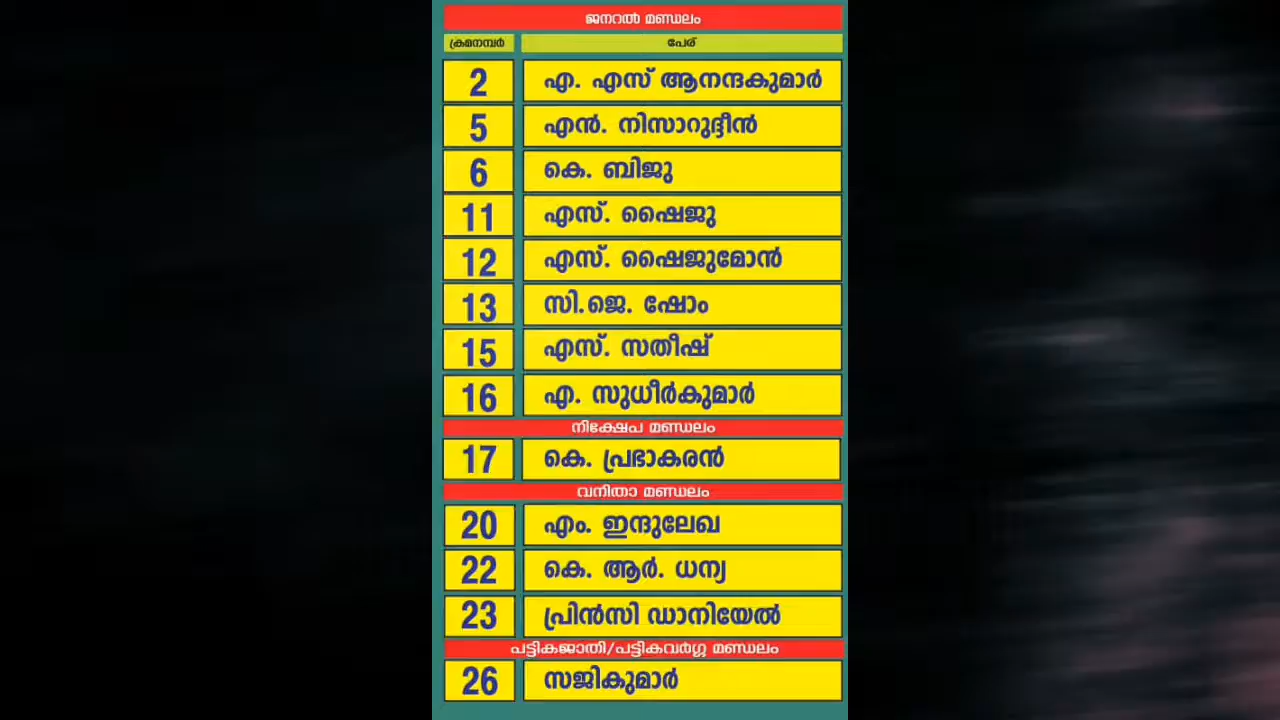 ജനറൽ മണ്ഡലം
ക്രമനമ്പർ പേര്
2 എ. എസ് ആനന്ദകുമാർ
5 എൻ. നിസാറുദ്ദീൻ
6 കെ. ബിജു
11 എസ്. ഷൈജു
12 എസ്. ഷൈജുമോൻ
13 സി.ജെ. ഷോം
15 എസ്. സതീഷ്
16 എ. സുധീർകുമാർ
നിക്ഷേപ മണ്ഡലം
17 കെ. പ്രഭാകരൻ
വനിതാ മണ്ഡലം
20 എം. ഇന്ദുലേഖ
22 കെ. ആർ. ധന്യ
23 പ്രിൻസി ഡാനിയേൽ
പട്ടികജാതി/പട്ടികവർഗ്ഗ മണ്ഡലം
26 സജികുമാർ